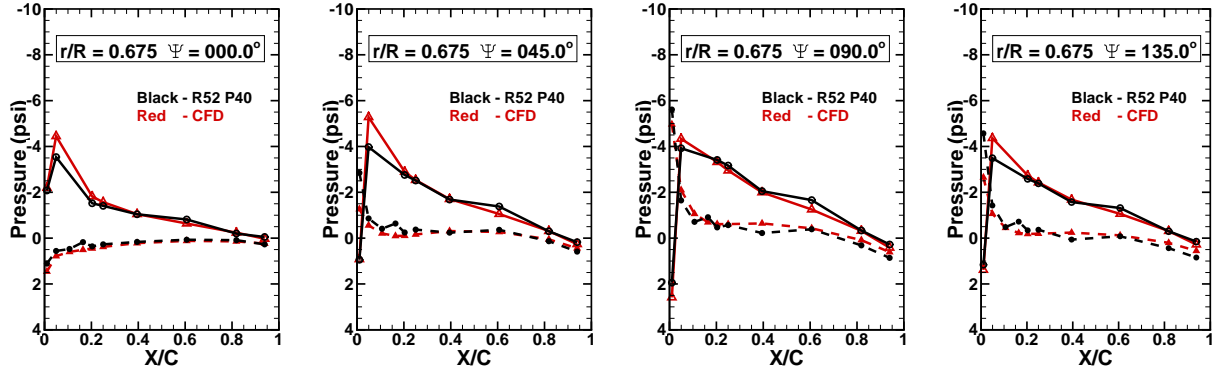 -10
-8
-6
-4
-2
0
2
4
Pressure (psi)
r/R = 0.675 Ψ = 000.0°
Black - R52 P40
Red - CFD
0 0.2 0.4 0.6 0.8 1
X/C
-10
-8
-6
-4
-2
0
2
4
Pressure (psi)
r/R = 0.675 Ψ = 045.0°
Black - R52 P40
Red - CFD
0 0.2 0.4 0.6 0.8 1
X/C
-10
-8
-6
-4
-2
0
2
4
Pressure (psi)
r/R = 0.675 Ψ = 090.0°
Black - R52 P40
Red - CFD
0 0.2 0.4 0.6 0.8 1
X/C
-10
-8
-6
-4
-2
0
2
4
Pressure (psi)
r/R = 0.675 Ψ = 135.0°
Black - R52 P40
Red - CFD
0 0.2 0.4 0.6 0.8 1
X/C